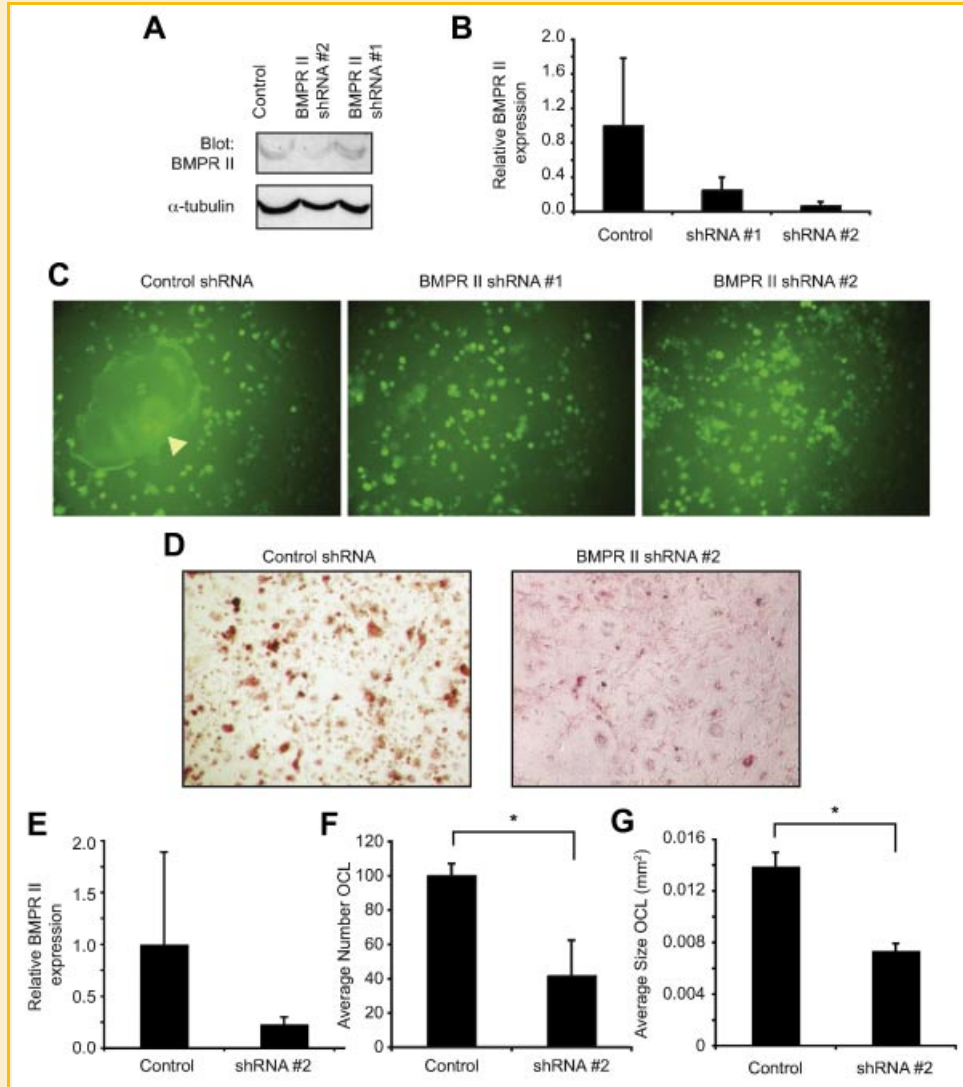 A
Control
BMPR II
shRNA #2
BMPR II
shRNA #1
Blot:
BMPR II
α-tubulin
B
Relative BMPR II
expression
2.0
1.6
1.2
0.8
0.4
0.0
Control
shRNA #1
shRNA #2
C
Control shRNA
BMPR II shRNA #1
BMPR II shRNA #2
D
Control shRNA
BMPR II shRNA #2
E
Relative BMPR II
expression
2.0
1.5
1.0
0.5
0.0
Control
shRNA #2
F
Average Number OCL
120
100
80
60
40
20
0
*
Control
shRNA #2
G
Average Size OCL (mm²)
0.016
0.012
0.008
0.004
0
*
Control
shRNA #2